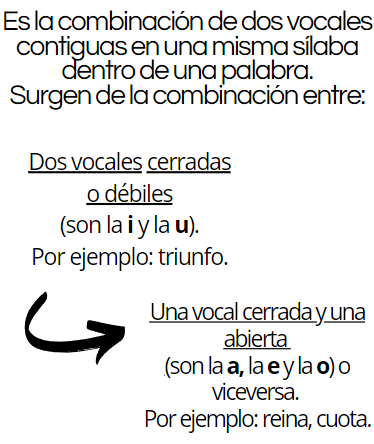 Es la combinación de dos vocales
contiguas en una misma sílaba
dentro de una palabra.
Surgen de la combinación entre:
Dos vocales cerradas
o débiles
(son la i y la u).
Por ejemplo: triunfo.
Una vocal cerrada y una
abierta
(son la a, la e y la o) o
viceversa.
Por ejemplo: reina, cuota.